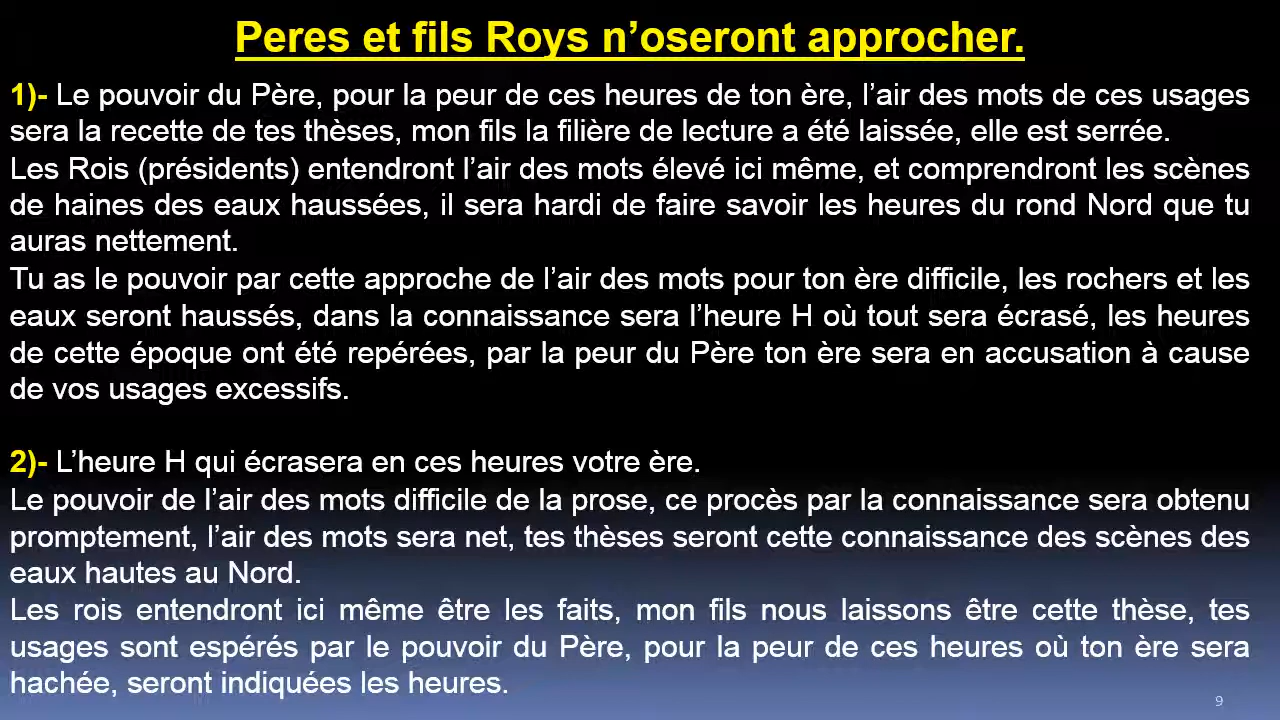 Peres et fils Roys n’oseront approcher.
1)- Le pouvoir du Père, pour la peur de ces heures de ton ère, l’air des mots de ces usages
sera la recette de tes thèses, mon fils la filière de lecture a été laissée, elle est serrée.
Les Rois (présidents) entendront l’air des mots élevé ici même, et comprendront les scènes
de haines des eaux haussées, il sera hardi de faire savoir les heures du rond Nord que tu
auras nettement.
Tu as le pouvoir par cette approche de l’air des mots pour ton ère difficile, les rochers et les
eaux seront haussés, dans la connaissance sera l’heure H où tout sera écrasé, les heures
de cette époque ont été repérées, par la peur du Père ton ère sera en accusation à cause
de vos usages excessifs.
2)- L’heure H qui écrasera en ces heures votre ère.
Le pouvoir de l’air des mots difficile de la prose, ce procès par la connaissance sera obtenu
promptement, l’air des mots sera net, tes thèses seront cette connaissance des scènes des
eaux hautes au Nord.
Les rois entendront ici même être les faits, mon fils nous laissons être cette thèse, tes
usages sont espérés par le pouvoir du Père, pour la peur de ces heures où ton ère sera
hachée, seront indiquées les heures.
9